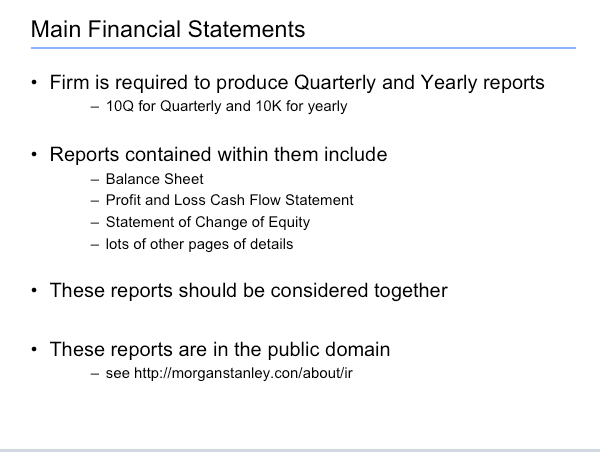 Main Financial Statements
• Firm is required to produce Quarterly and Yearly reports
– 10Q for Quarterly and 10K for yearly
• Reports contained within them include
– Balance Sheet
– Profit and Loss Cash Flow Statement
– Statement of Change of Equity
– lots of other pages of details
• These reports should be considered together
• These reports are in the public domain
– see http://morganstanley.con/about/ir